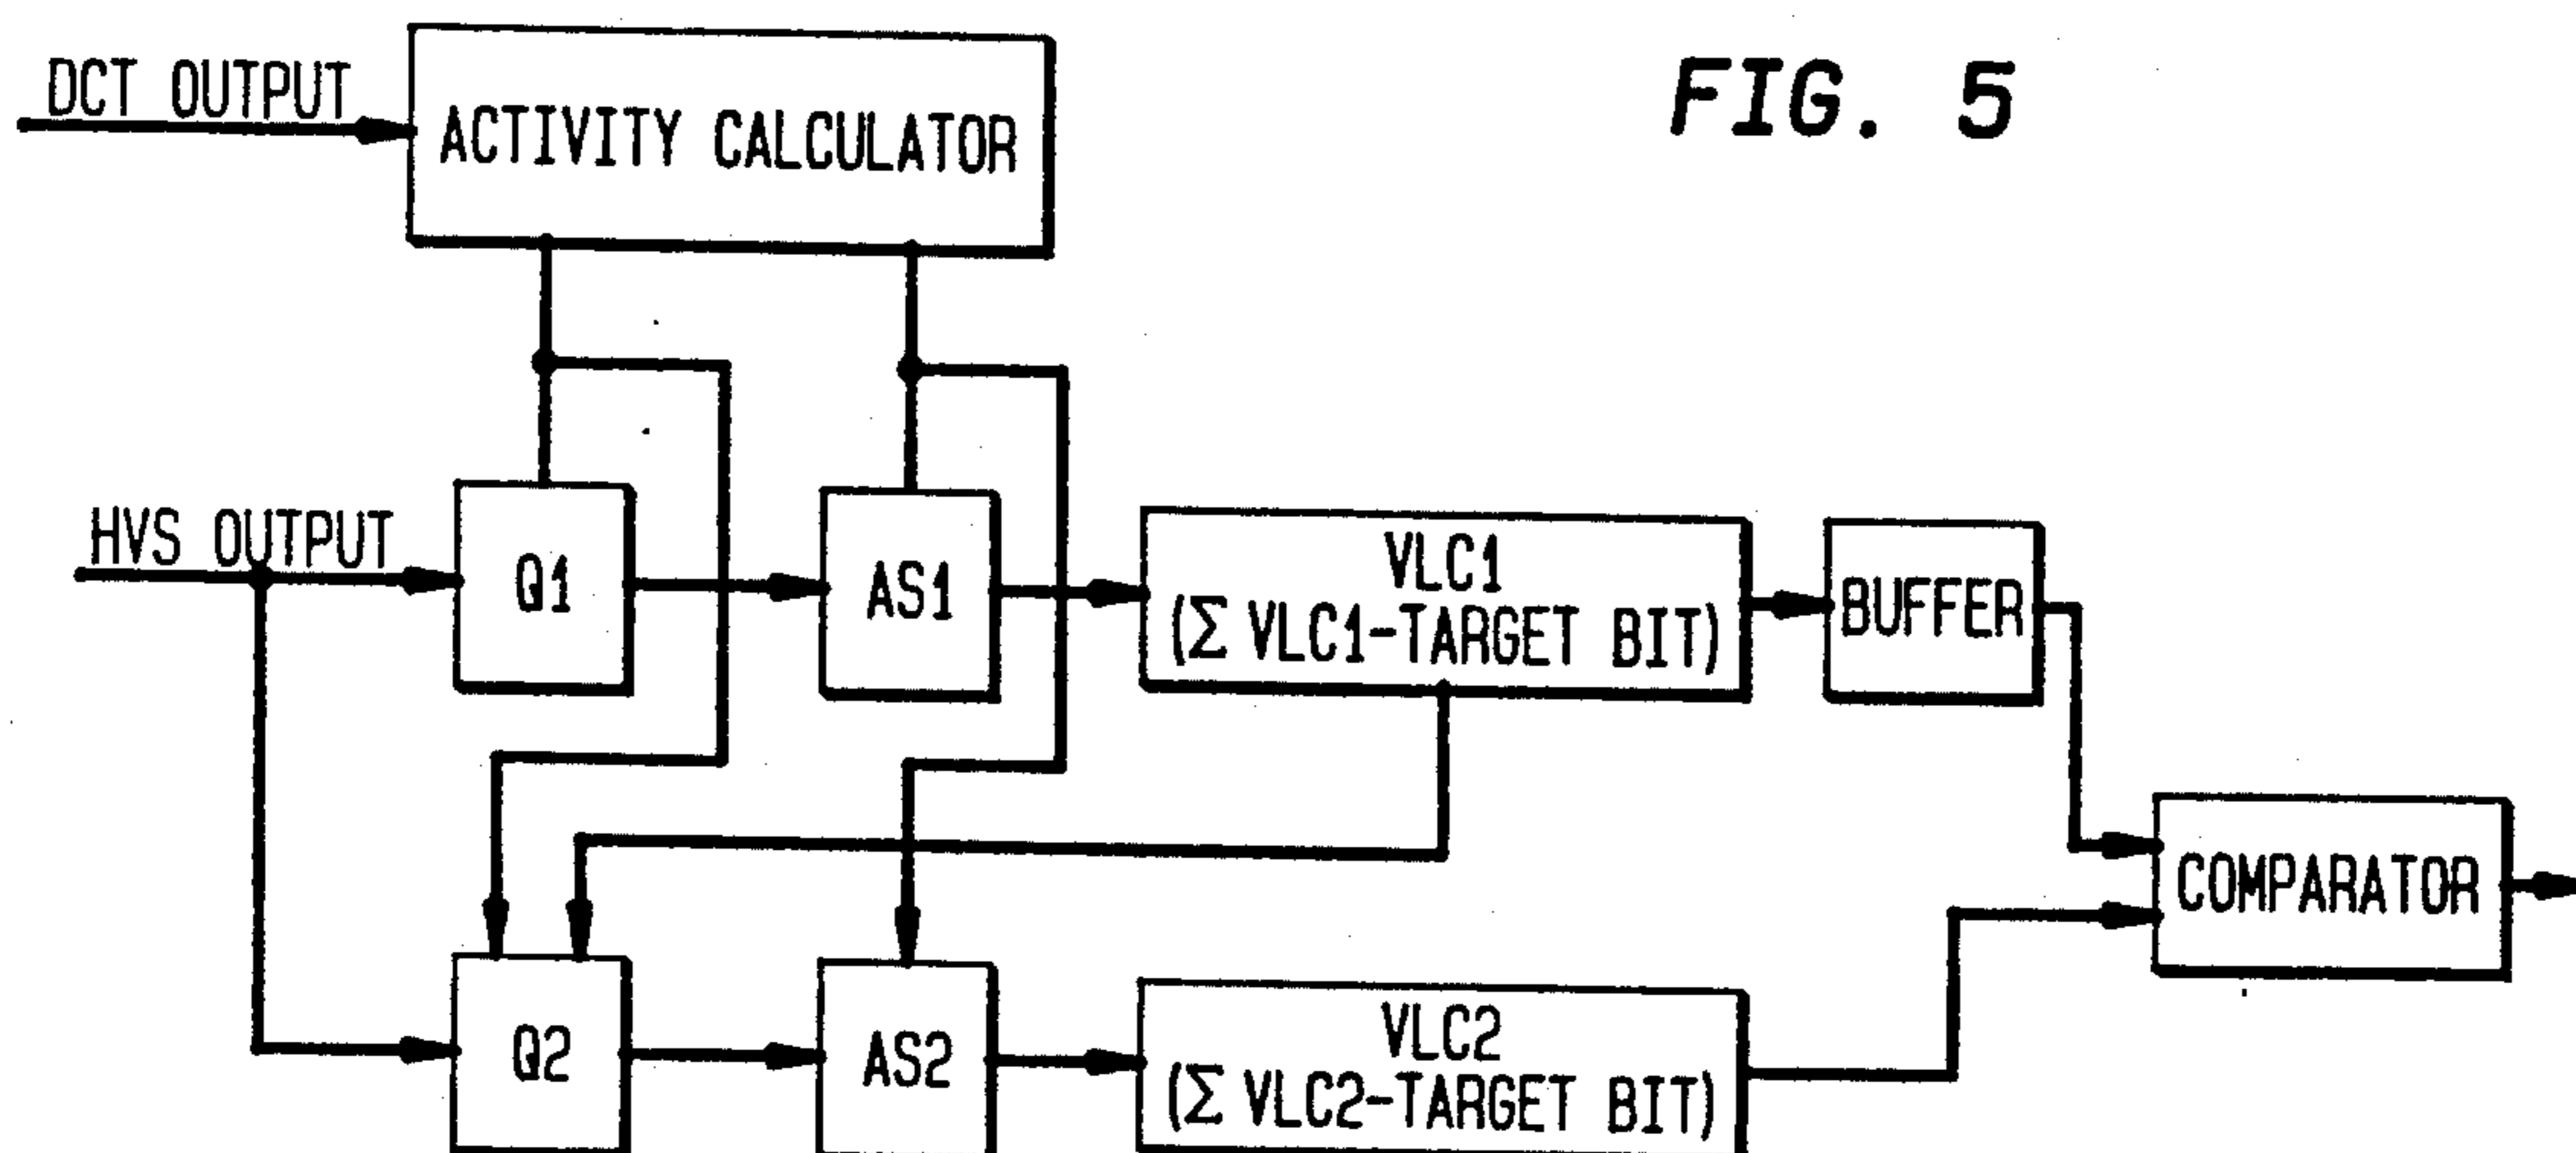 FIG. 5
DCT OUTPUT
ACTIVITY CALCULATOR
HVS OUTPUT
Q1
AS1
VLC1
(Σ VLC1-TARGET BIT)
BUFFER
COMPARATOR
Q2
AS2
VLC2
(Σ VLC2-TARGET BIT)